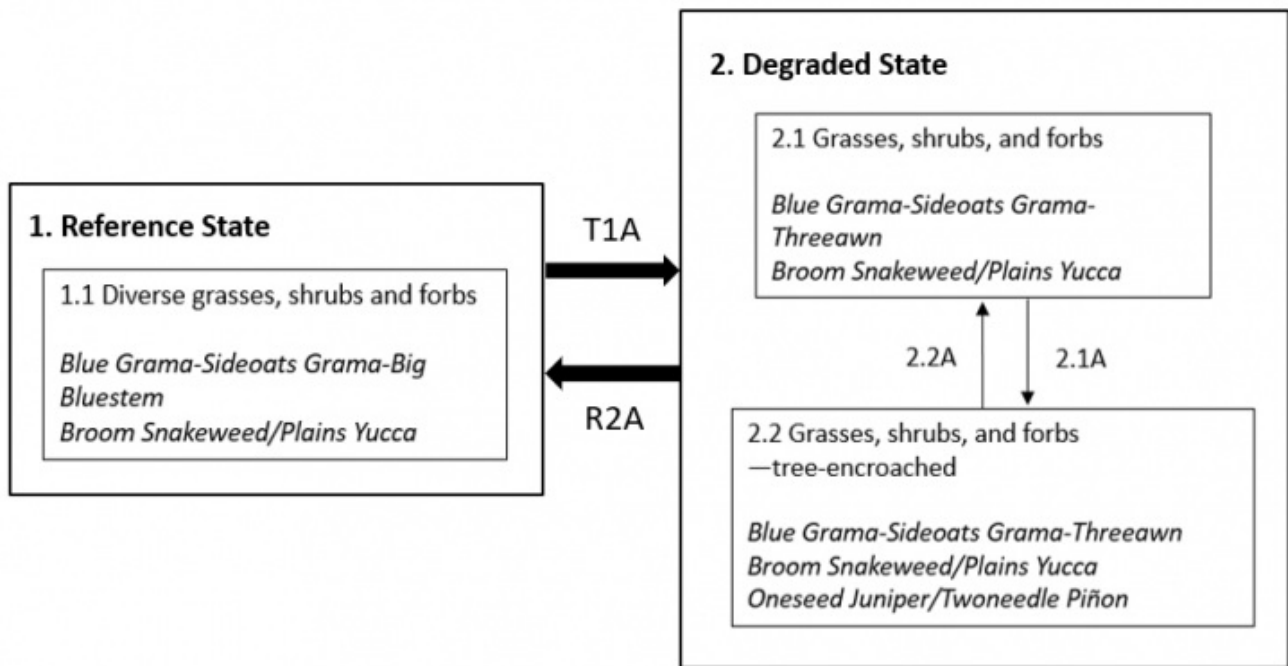 1. Reference State
1.1 Diverse grasses, shrubs and forbs
Blue Grama-Sideoats Grama-Big
Bluestem
Broom Snakeweed/Plains Yucca
T1A
R2A
2. Degraded State
2.1 Grasses, shrubs, and forbs
Blue Grama-Sideoats Grama-
Threeawn
Broom Snakeweed/Plains Yucca
2.2A
2.1A
2.2 Grasses, shrubs, and forbs
—tree-encroached
Blue Grama-Sideoats Grama-Threeawn
Broom Snakeweed/Plains Yucca
Oneseed Juniper/Twoneedle Piñon